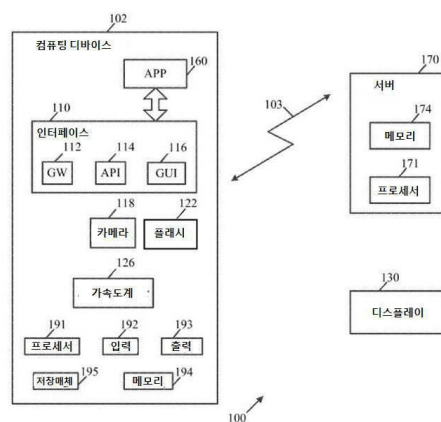 102
컴퓨팅 디바이스
160
APP
110
인터페이스
112
114
116
GW
API
GUI
118
122
카메라
플래시
126
가속도계
191
192
193
프로세서
입력
출력
저장매체
195
메모리
194
103
170
서버
174
메모리
171
프로세서
130
디스플레이
100